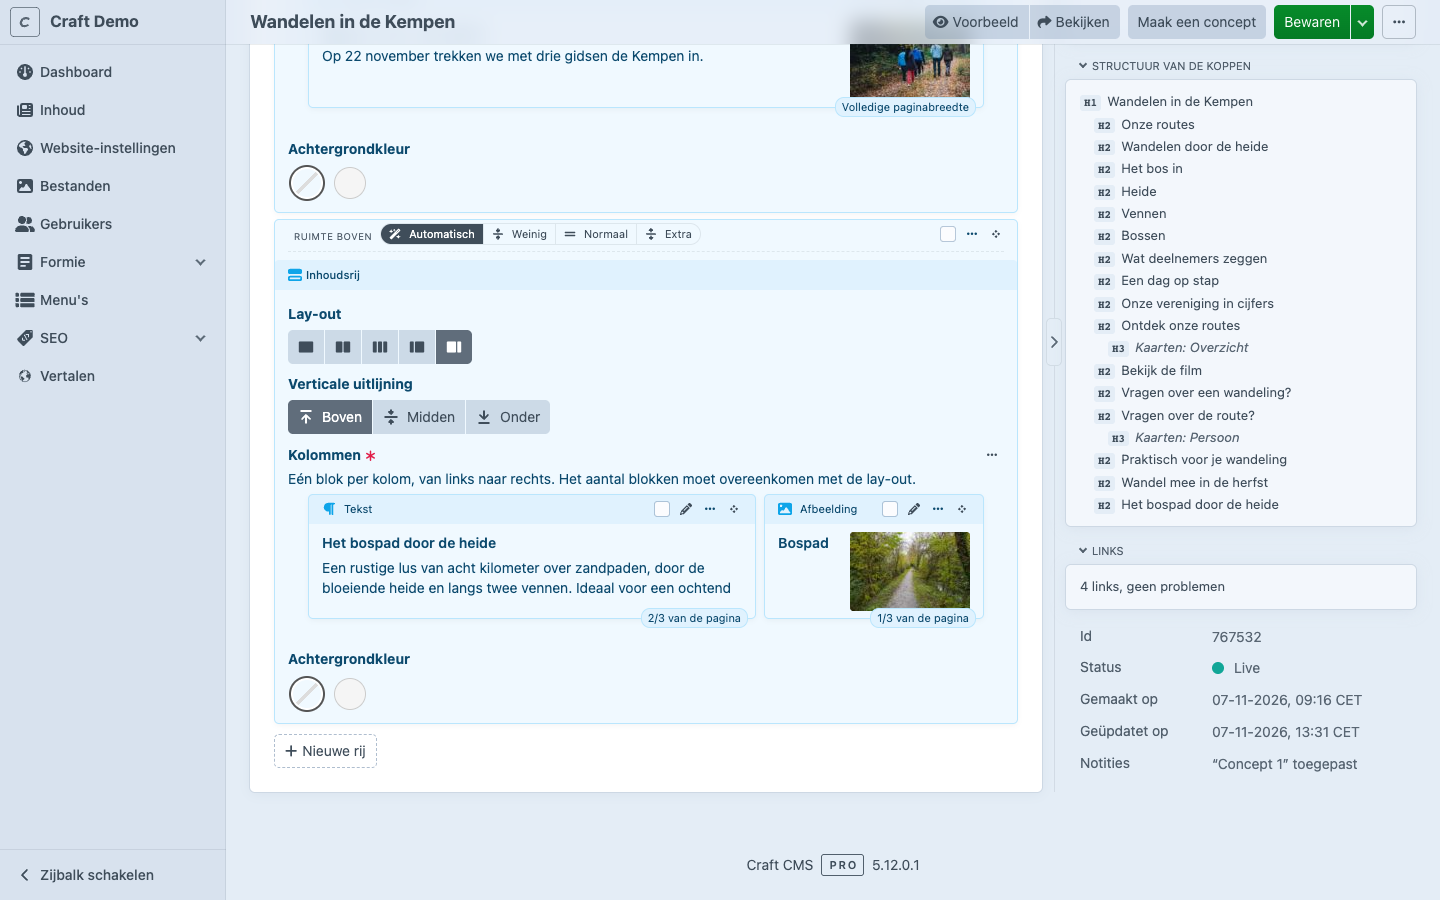 C Craft Demo
Wandelen in de Kempen
Voorbeeld
Bekijken
Maak een concept
Bewaren
Dashboard
Inhoud
Website-instellingen
Bestanden
Gebruikers
Formie
Menu's
SEO
Vertalen
Zijbalk schakelen
Op 22 november trekken we met drie gidsen de Kempen in.
Volledige paginabreedte
Achtergrondkleur
RUIMTE BOVEN
Automatisch
Weinig
Normaal
Extra
Inhoudsrij
Lay-out
Verticale uitlijning
Boven
Midden
Onder
Kolommen
Eén blok per kolom, van links naar rechts. Het aantal blokken moet overeenkomen met de lay-out.
Tekst
Het bospad door de heide
Een rustige lus van acht kilometer over zandpaden, door de
bloeiende heide en langs twee vennen. Ideaal voor een ochtend
2/3 van de pagina
Afbeelding
Bospad
1/3 van de pagina
Achtergrondkleur
Nieuwe rij
Craft CMS PRO 5.12.0.1
STRUCTUUR VAN DE KOPPEN
H1 Wandelen in de Kempen
H2 Onze routes
H2 Wandelen door de heide
H2 Het bos in
H2 Heide
H2 Vennen
H2 Bossen
H2 Wat deelnemers zeggen
H2 Een dag op stap
H2 Onze vereniging in cijfers
H2 Ontdek onze routes
H3 Kaarten: Overzicht
H2 Bekijk de film
H2 Vragen over een wandeling?
H2 Vragen over de route?
H3 Kaarten: Persoon
H2 Praktisch voor je wandeling
H2 Wandel mee in de herfst
H2 Het bospad door de heide
LINKS
4 links, geen problemen
Id 767532
Status Live
Gemaakt op 07-11-2026, 09:16 CET
Geüpdatet op 07-11-2026, 13:31 CET
Notities “Concept 1” toegepast